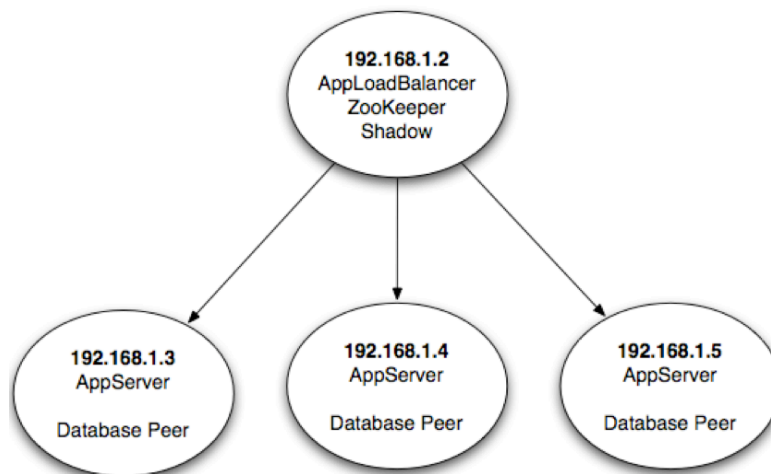 192.168.1.2
AppLoadBalancer
ZooKeeper
Shadow
192.168.1.3
AppServer
Database Peer
192.168.1.4
AppServer
Database Peer
192.168.1.5
AppServer
Database Peer